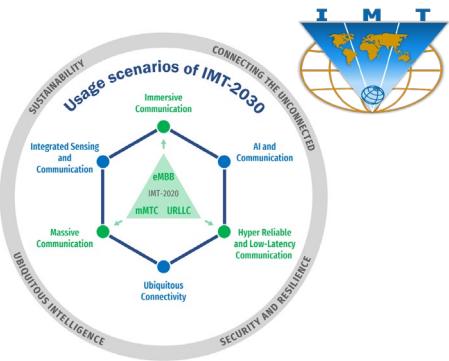 I M T
SUSTAINABILITY
CONNECTING THE UNCONNECTED
Usage scenarios of IMT-2030
Immersive
Communication
Integrated Sensing
and
Communication
AI and
Communication
eMBB
IMT-2020
mMTC URLLC
Massive
Communication
Hyper Reliable
and Low-Latency
Communication
Ubiquitous
Connectivity
UBIQUITOUS INTELLIGENCE
SECURITY AND RESILIENCE